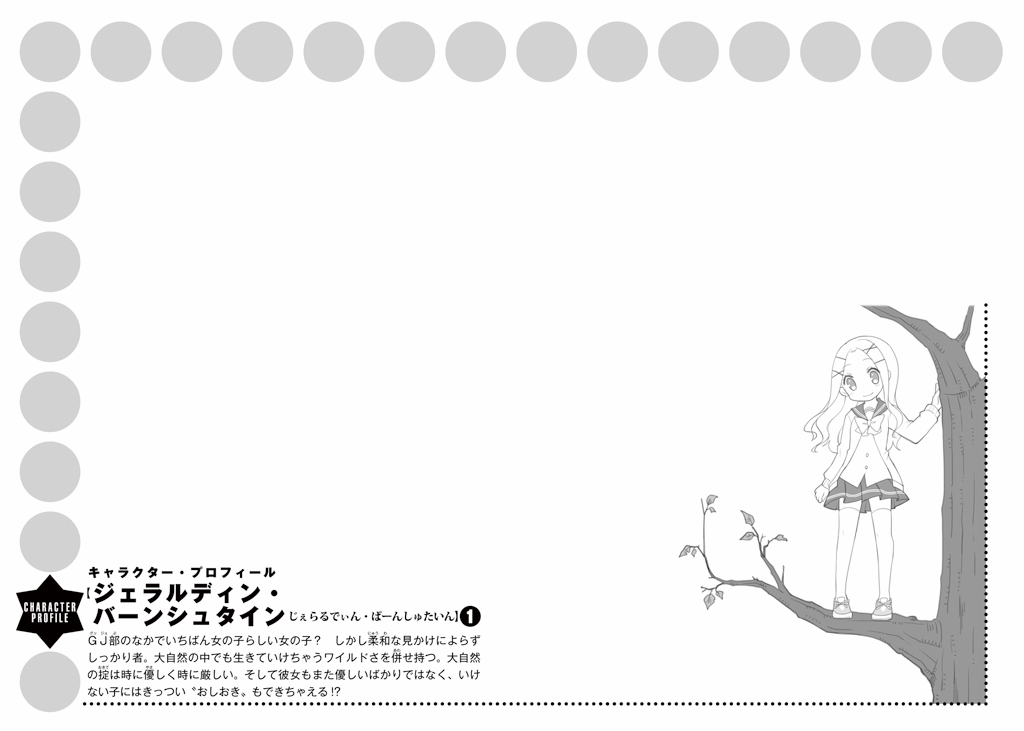 キャラクター・プロフィール
【ジェラルディン・
バーンシュタイン じぇらるでぃん・ばーんしゅたいん】❶
CHARACTER
PROFILE
ＧＪ部のなかでいちばん女の子らしい女の子？　しかし柔和な見かけによらず
しっかり者。大自然の中でも生きていけちゃうワイルドさを併せ持つ。大自然
の掟は時に優しく時に厳しい。そして彼女もまた優しいばかりではなく、いけ
ない子にはきっつい〝おしおき〟もできちゃえる!?